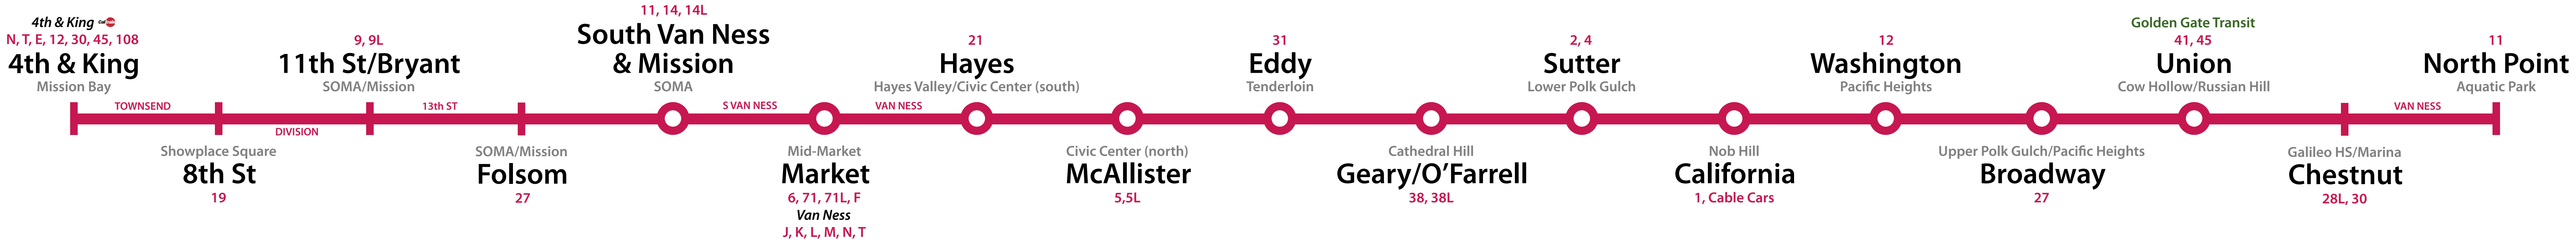 4th & King Caltrain
N, T, E, 12, 30, 45, 108
4th & King
Mission Bay
TOWNSEND
Showplace Square
8th St
19
DIVISION
9, 9L
11th St/Bryant
SOMA/Mission
13th ST
SOMA/Mission
Folsom
27
11, 14, 14L
South Van Ness
& Mission
SOMA
S VAN NESS
Mid-Market
Market
6, 71, 71L, F
Van Ness
J, K, L, M, N, T
VAN NESS
21
Hayes
Hayes Valley/Civic Center (south)
Civic Center (north)
McAllister
5,5L
31
Eddy
Tenderloin
Cathedral Hill
Geary/O’Farrell
38, 38L
2, 4
Sutter
Lower Polk Gulch
Nob Hill
California
1, Cable Cars
12
Washington
Pacific Heights
Upper Polk Gulch/Pacific Heights
Broadway
27
Golden Gate Transit
41, 45
Union
Cow Hollow/Russian Hill
Galileo HS/Marina
Chestnut
28L, 30
VAN NESS
11
North Point
Aquatic Park